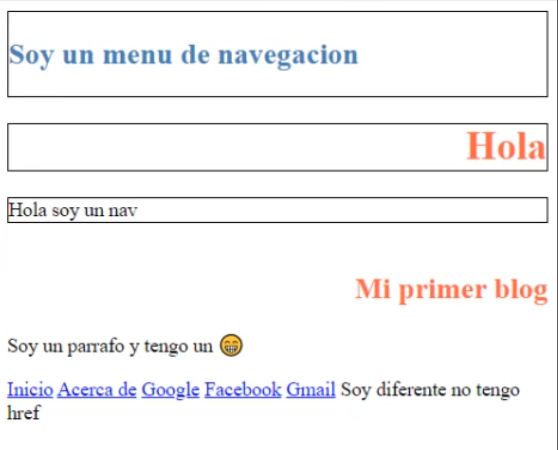 Soy un menu de navegacion
Hola
Hola soy un nav
Mi primer blog
Soy un parrafo y tengo un 😁
Inicio Acerca de Google Facebook Gmail Soy diferente no tengo
href